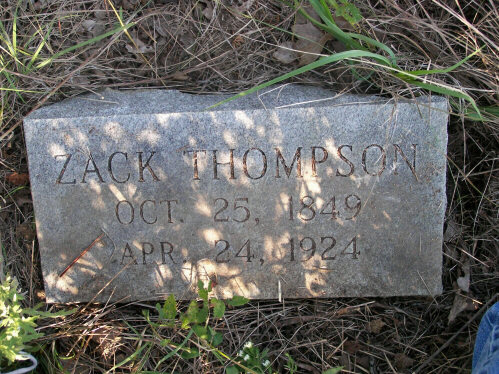 ZACK THOMPSON
OCT. 25, 1849
APR. 24, 1924